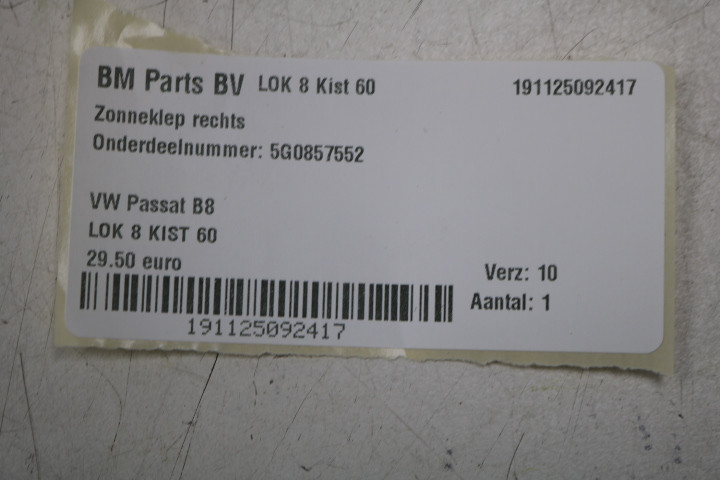 BM Parts BV LOK 8 Kist 60 191125092417
Zonneklep rechts
Onderdeelnummer: 5G0857552
VW Passat B8
LOK 8 KIST 60
29.50 euro
Verz: 10
Aantal: 1
191125092417